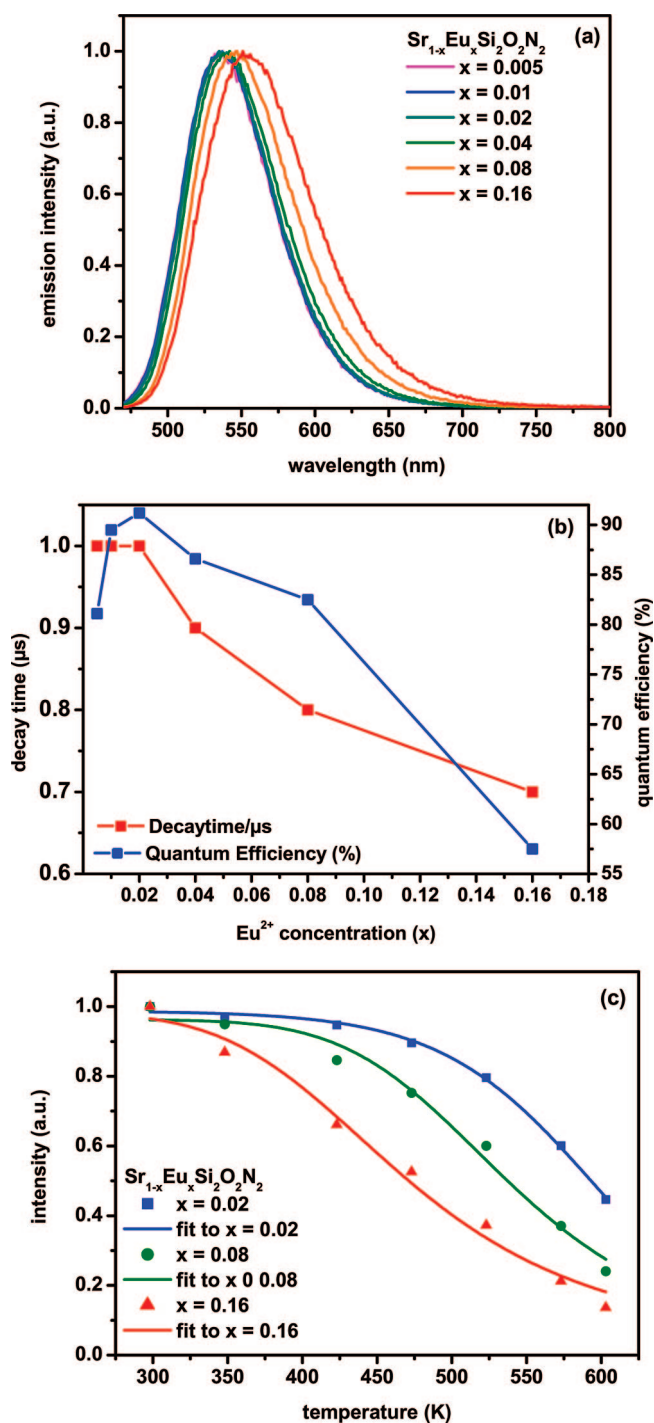 (a)
Sr1-xEuxSi2O2N2
x = 0.005
x = 0.01
x = 0.02
x = 0.04
x = 0.08
x = 0.16
emission intensity (a.u.)
1.0
0.8
0.6
0.4
0.2
0.0
500 550 600 650 700 750 800
wavelength (nm)
(b)
decay time (µs)
1.0
0.9
0.8
0.7
0.6
90
85
80
75
70
65
60
55
quantum efficiency (%)
Decaytime/µs
Quantum Efficiency (%)
0.02 0.04 0.06 0.08 0.10 0.12 0.14 0.16 0.18
Eu2+ concentration (x)
(c)
intensity (a.u.)
1.0
0.8
0.6
0.4
0.2
0.0
Sr1-xEuxSi2O2N2
x = 0.02
fit to x = 0.02
x = 0.08
fit to x 0 0.08
x = 0.16
fit to x = 0.16
300 350 400 450 500 550 600
temperature (K)